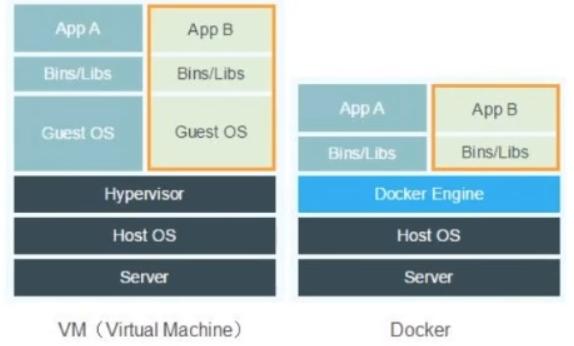 App A
App B
Bins/Libs
Bins/Libs
Guest OS
Guest OS
Hypervisor
Host OS
Server
VM（Virtual Machine）
App A
App B
Bins/Libs
Bins/Libs
Docker Engine
Host OS
Server
Docker